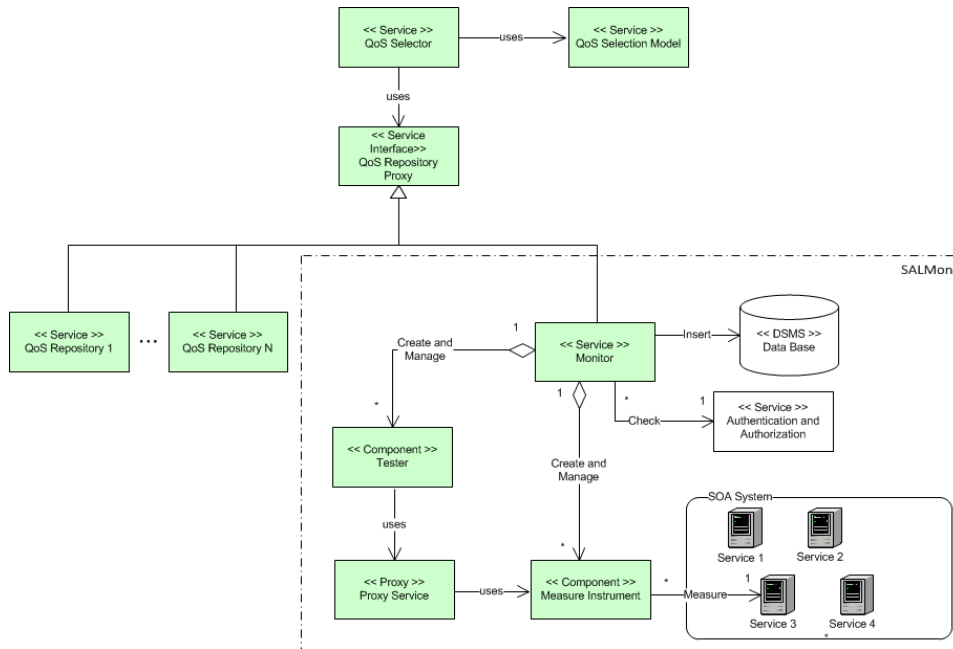 << Service >>
QoS Selector
uses
<< Service >>
QoS Selection Model
uses
<< Service
Interface>>
QoS Repository
Proxy
SALMon
<< Service >>
QoS Repository 1
...
<< Service >>
QoS Repository N
1
Create and
Manage
<< Service >>
Monitor
Insert
<< DSMS >>
Data Base
1
*
Check
1
<< Service >>
Authentication and
Authorization
*
<< Component >>
Tester
Create and
Manage
uses
*
<< Proxy >>
Proxy Service
uses
<< Component >>
Measure Instrument
*
Measure
1
SOA System
Service 1
Service 2
Service 3
Service 4
*